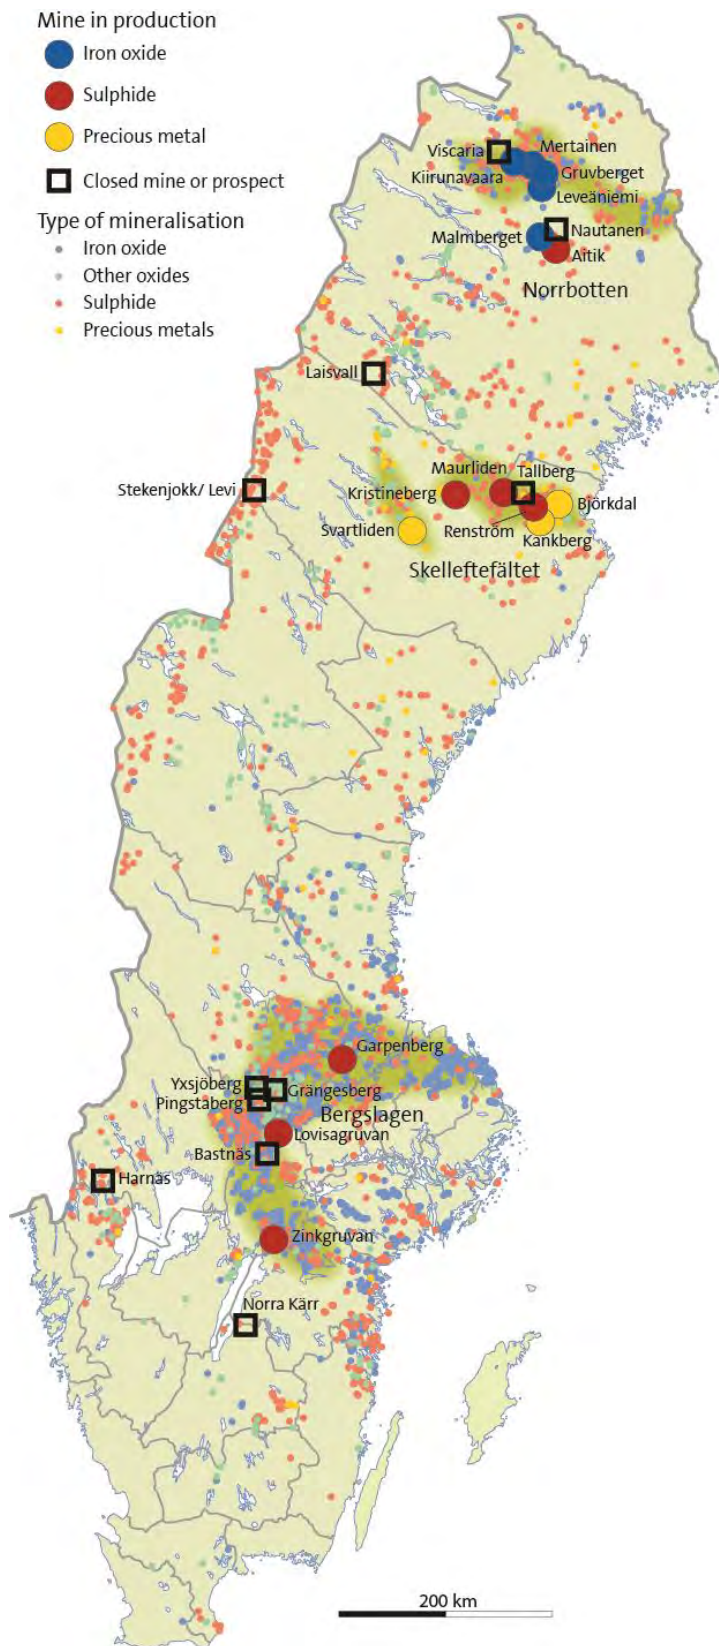 Mine in production
Iron oxide
Sulphide
Precious metal
Closed mine or prospect
Type of mineralisation
Iron oxide
Other oxides
Sulphide
Precious metals
Viscaria
Mertainen
Kiirunavaara
Gruvberget
Leveäniemi
Malmberget
Nautanen
Aitik
Norrbotten
Laisvall
Stekenjokk/ Levi
Maurliden
Tallberg
Kristineberg
Björkdal
Svartliden
Renström
Kankberg
Skelleftefältet
Garpenberg
Yxsjöberg
Grängesberg
Pingstaberg
Bergslagen
Lovisagruvan
Bastnäs
Harnäs
Zinkgruvan
Norra Kärr
200 km